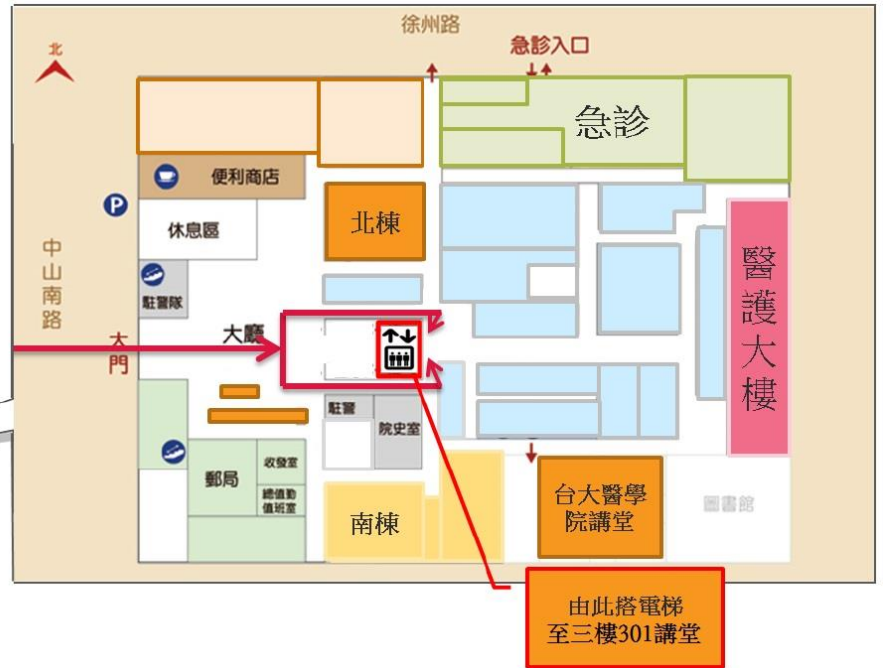 徐州路
北
急診入口
急診
便利商店
P
休息區
北棟
中山南路
駐警隊
醫護大樓
大廳
大門
駐警
院史室
郵局
收發室
總值勤
值班室
南棟
台大醫學
院講堂
圖書館
由此搭電梯
至三樓301講堂